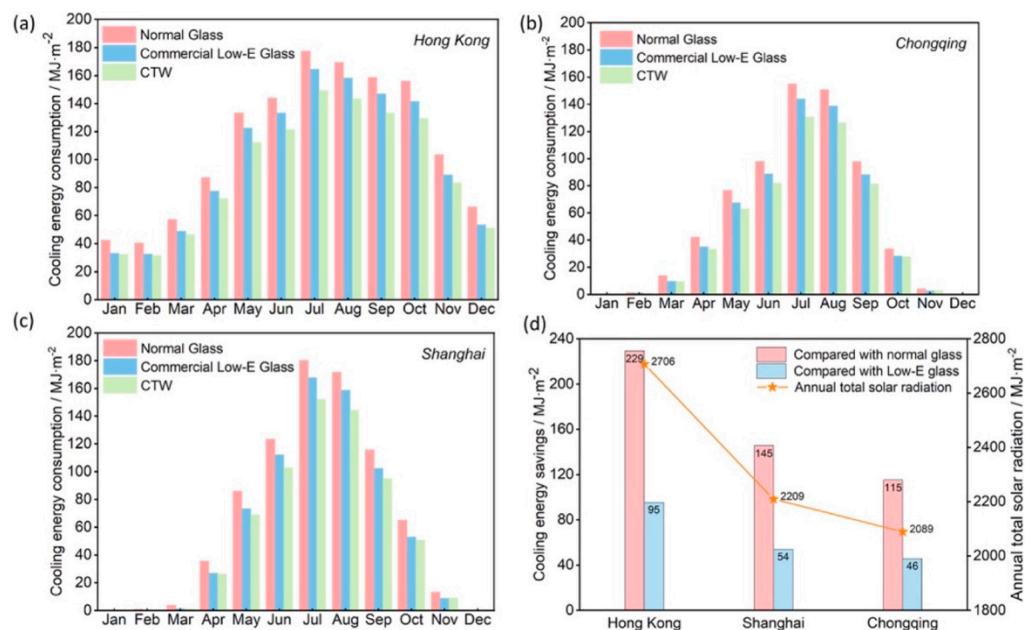 (a)
Cooling energy consumption / MJ·m⁻²
200
180
160
140
120
100
80
60
40
20
0
Normal Glass
Commercial Low-E Glass
CTW
Hong Kong
Jan Feb Mar Apr May Jun Jul Aug Sep Oct Nov Dec
(b)
Cooling energy consumption / MJ·m⁻²
200
180
160
140
120
100
80
60
40
20
0
Normal Glass
Commercial Low-E Glass
CTW
Chongqing
Jan Feb Mar Apr May Jun Jul Aug Sep Oct Nov Dec
(c)
Cooling energy consumption / MJ·m⁻²
200
180
160
140
120
100
80
60
40
20
0
Normal Glass
Commercial Low-E Glass
CTW
Shanghai
Jan Feb Mar Apr May Jun Jul Aug Sep Oct Nov Dec
(d)
Cooling energy savings / MJ·m⁻²
240
200
160
120
80
40
0
Compared with normal glass
Compared with Low-E glass
Annual total solar radiation
229
2706
95
145
2209
54
115
2089
46
Hong Kong Shanghai Chongqing
2800
2600
2400
2200
2000
1800
Annual total solar radiation / MJ·m⁻²